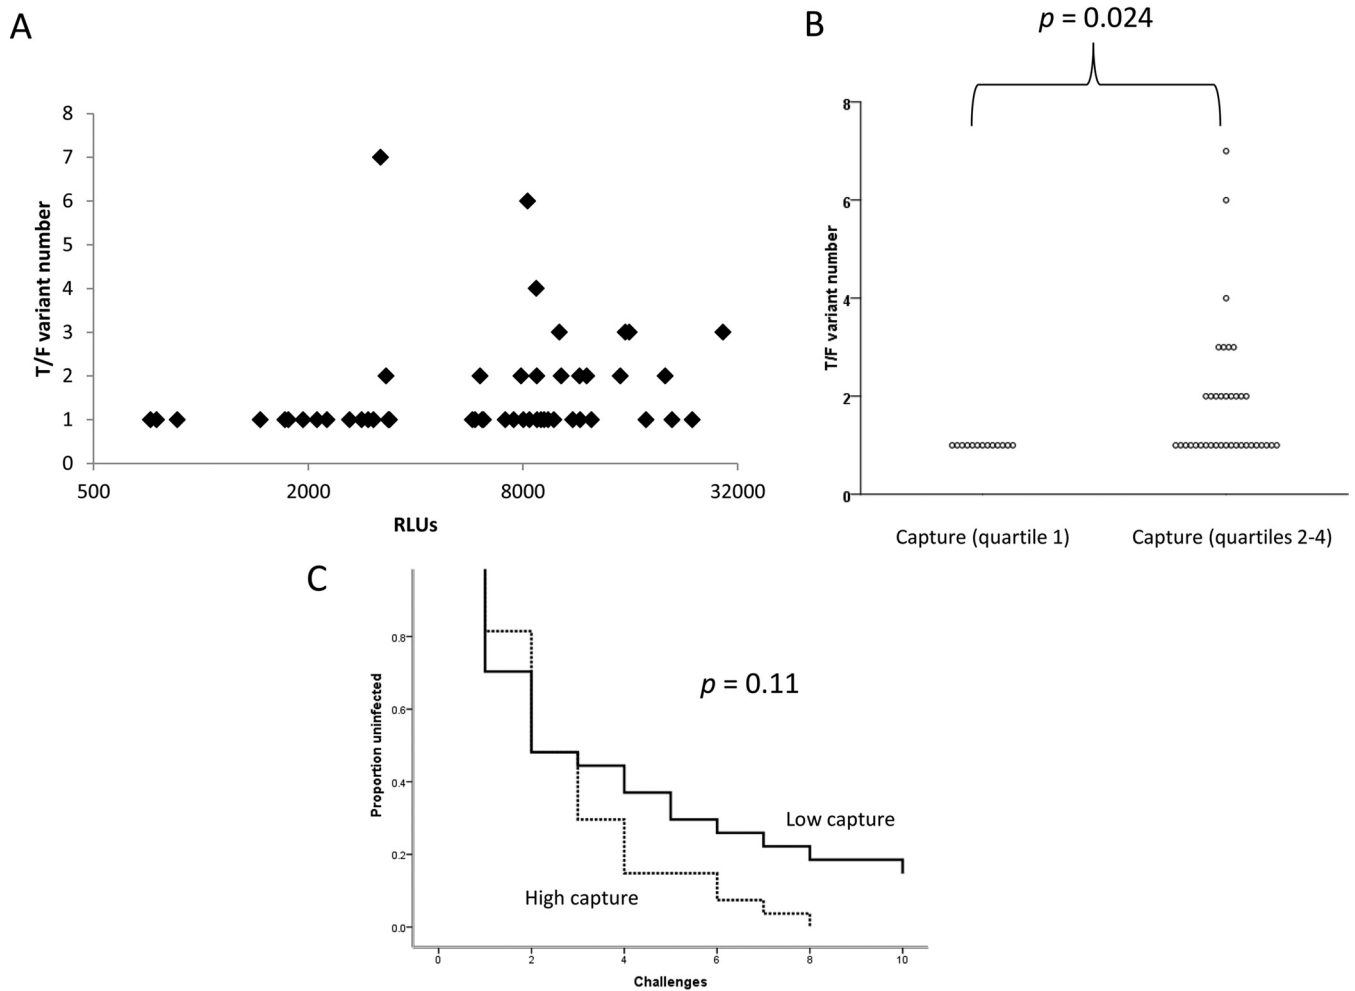 A
8
7
6
5
4
3
2
1
0
T/F variant number
500 2000 8000 32000
RLUs
B
p = 0.024
8
6
4
2
0
T/F variant number
Capture (quartile 1) Capture (quartiles 2-4)
C
0.8
0.6
0.4
0.2
0.0
Proportion uninfected
p = 0.11
Low capture
High capture
0 2 4 6 8 10
Challenges